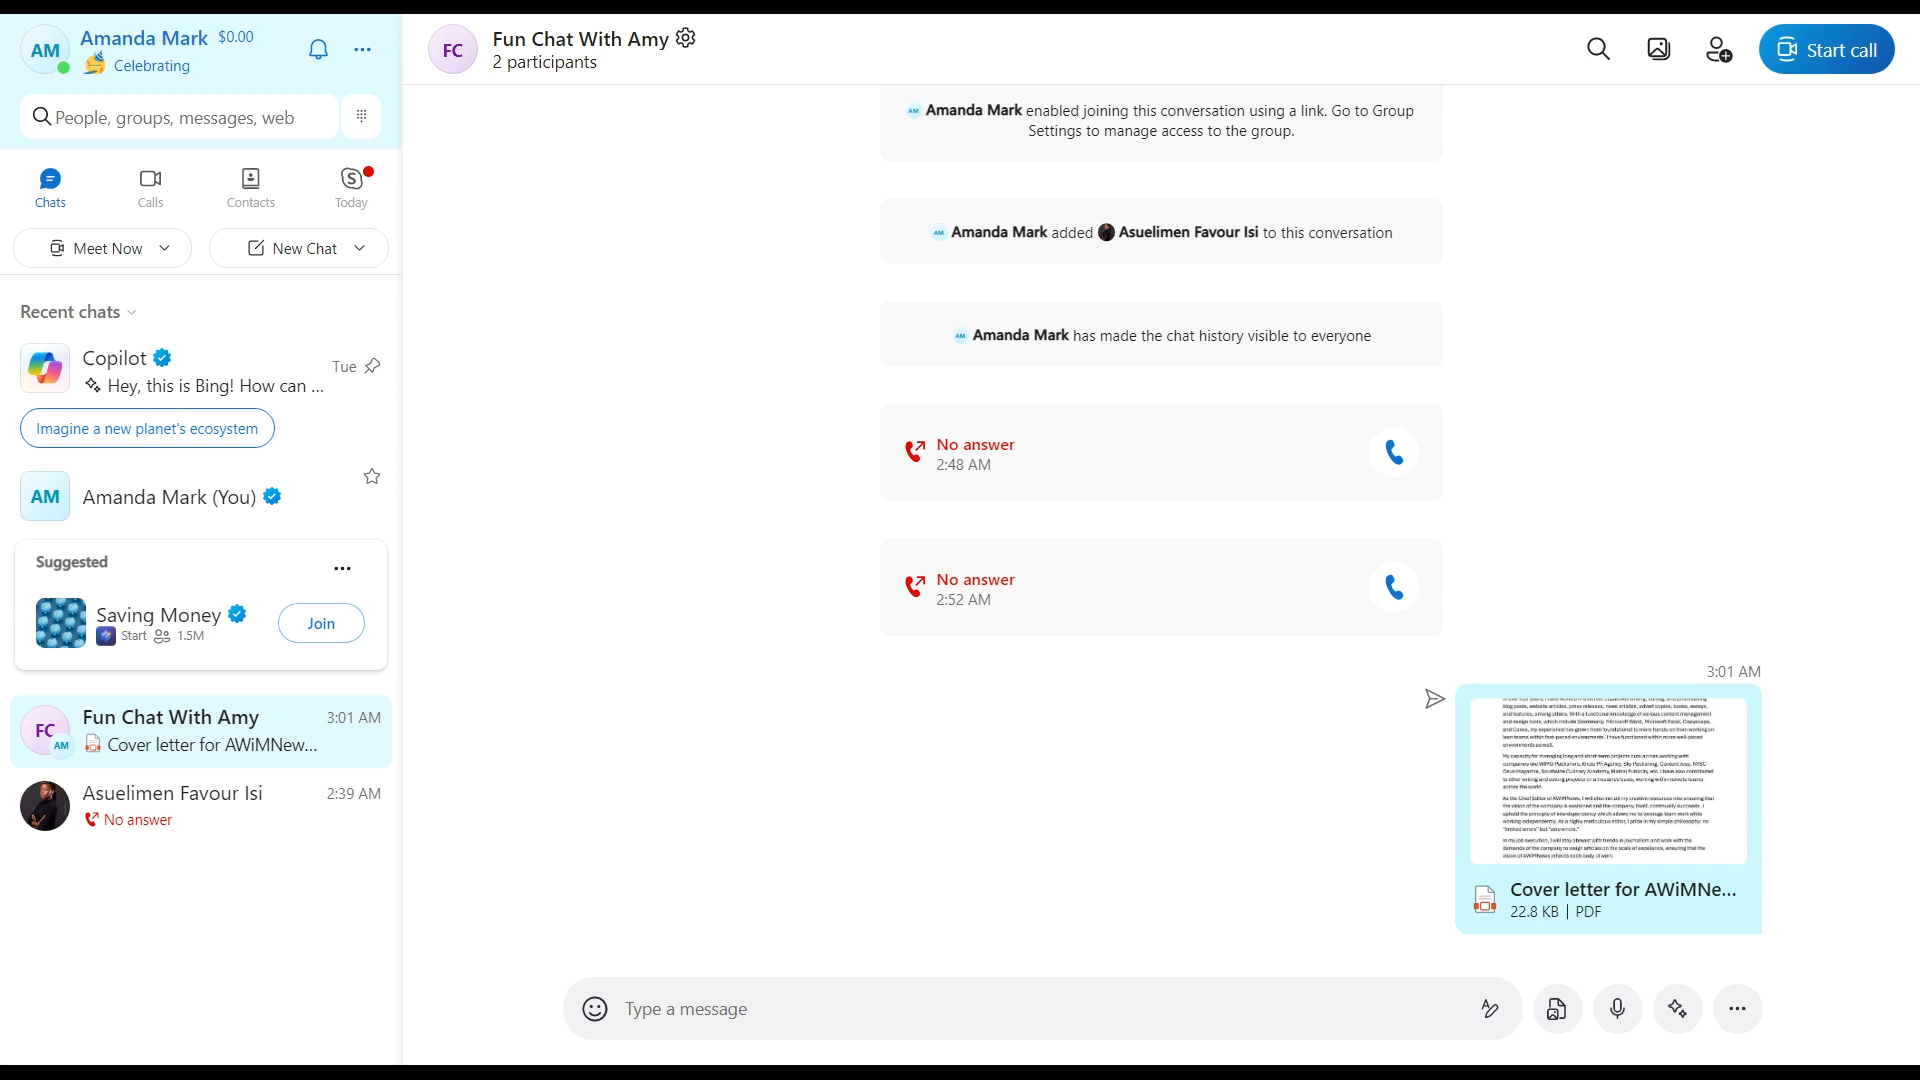 AM
Amanda Mark $0.00
Celebrating
People, groups, messages, web
Chats
Calls
Contacts
Today
Meet Now
New Chat
Recent chats
Copilot
Tue
Hey, this is Bing! How can ...
Imagine a new planet's ecosystem
AM
Amanda Mark (You)
Suggested
Saving Money
Start 1.5M
Join
FC
AM
Fun Chat With Amy
3:01 AM
Cover letter for AWiMNew...
Asuelimen Favour Isi
2:39 AM
No answer
FC
Fun Chat With Amy
2 participants
Start call
AM Amanda Mark enabled joining this conversation using a link. Go to Group
Settings to manage access to the group.
AM Amanda Mark added Asuelimen Favour Isi to this conversation
AM Amanda Mark has made the chat history visible to everyone
No answer
2:48 AM
No answer
2:52 AM
3:01 AM
Cover letter for AWiMNe...
22.8 KB | PDF
Type a message